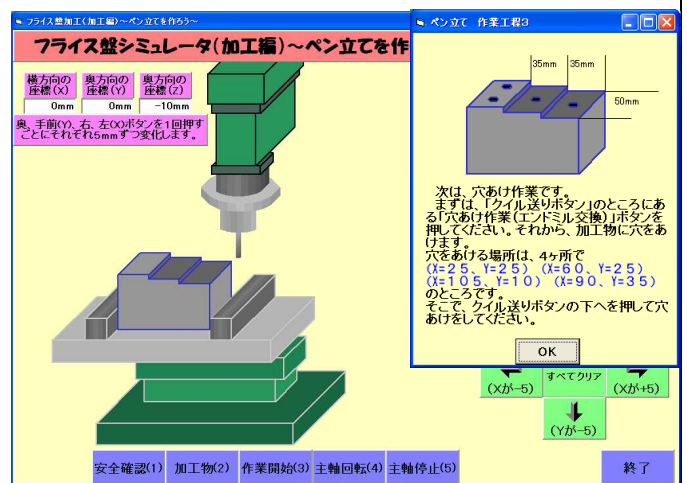 フライス盤加工(加工編)～ペン立てを作ろう～
フライス盤シミュレータ(加工編)～ペン立てを作
横方向の
座標(X)
奥方向の
座標(Y)
奥方向の
座標(Z)
0mm
0mm
-10mm
奥、手前(Y)、右、左(X)ボタンを1回押す
ごとにそれぞれ5mmずつ変化します。
ペン立て 作業工程3
35mm
35mm
50mm
次は、穴あけ作業です。
まずは、「クイル送りボタン」のところにあ
る「穴あけ作業(エンドミル交換)」ボタンを
押してください。それから、加工物に穴をあ
けます。
穴をあける場所は、4ヶ所で
(X=25、Y=25) (X=60、Y=25)
(X=105、Y=10) (X=90、Y=35)
のところです。
そこで、クイル送りボタンの下へを押して穴
あけをしてください。
OK
(Xが-5)
すべてクリア
(Xが+5)
(Yが-5)
安全確認(1)
加工物(2)
作業開始(3)
主軸回転(4)
主軸停止(5)
終了